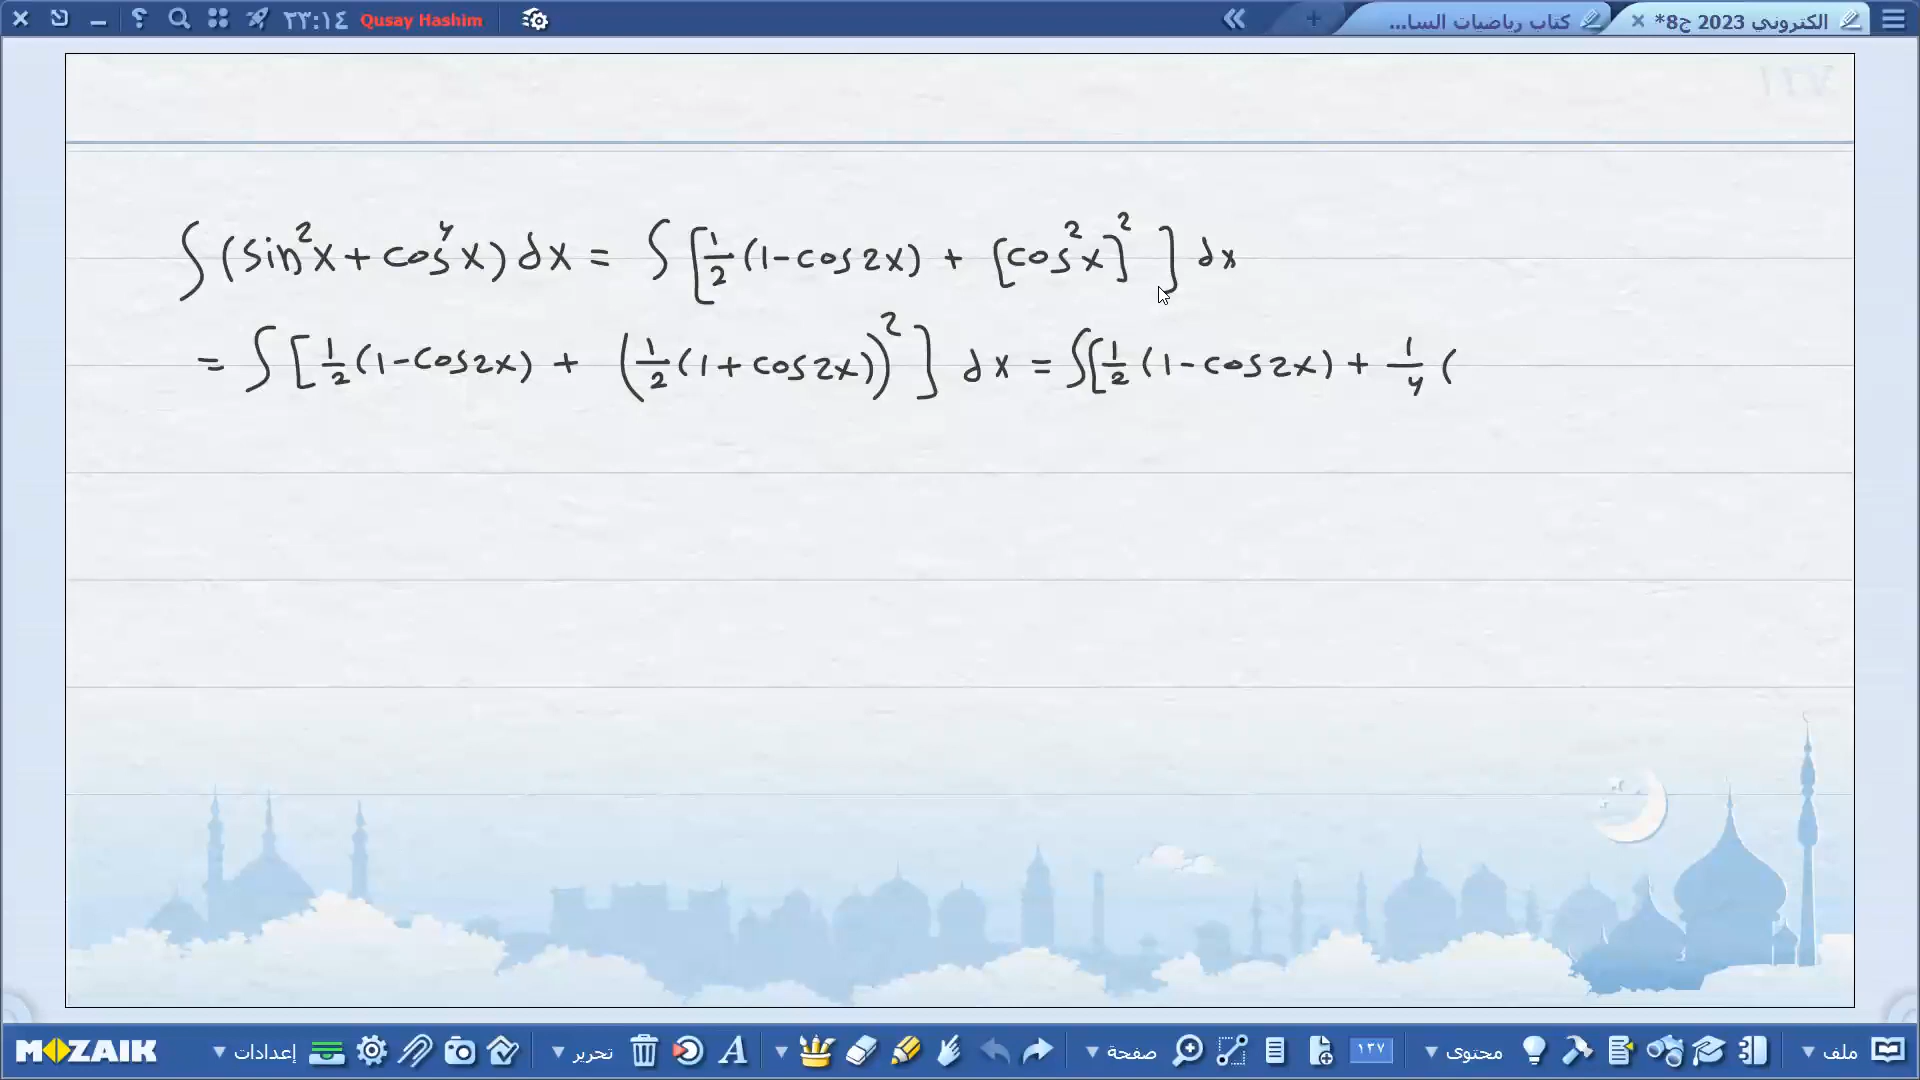 ٢٣:١٤ Qusay Hashim
كتاب رياضيات السا...
الكتروني 2023 ج8*
∫(sin²x + cos⁴x)dx = ∫[½(1-cos2x) + [cos²x]²]dx
= ∫[½(1-cos2x) + (½(1+cos2x))²] dx = ∫[½(1-cos2x) + ¼(
MOZAIK
إعدادات
تحرير
A
صفحة
١٣٧
محتوى
ملف